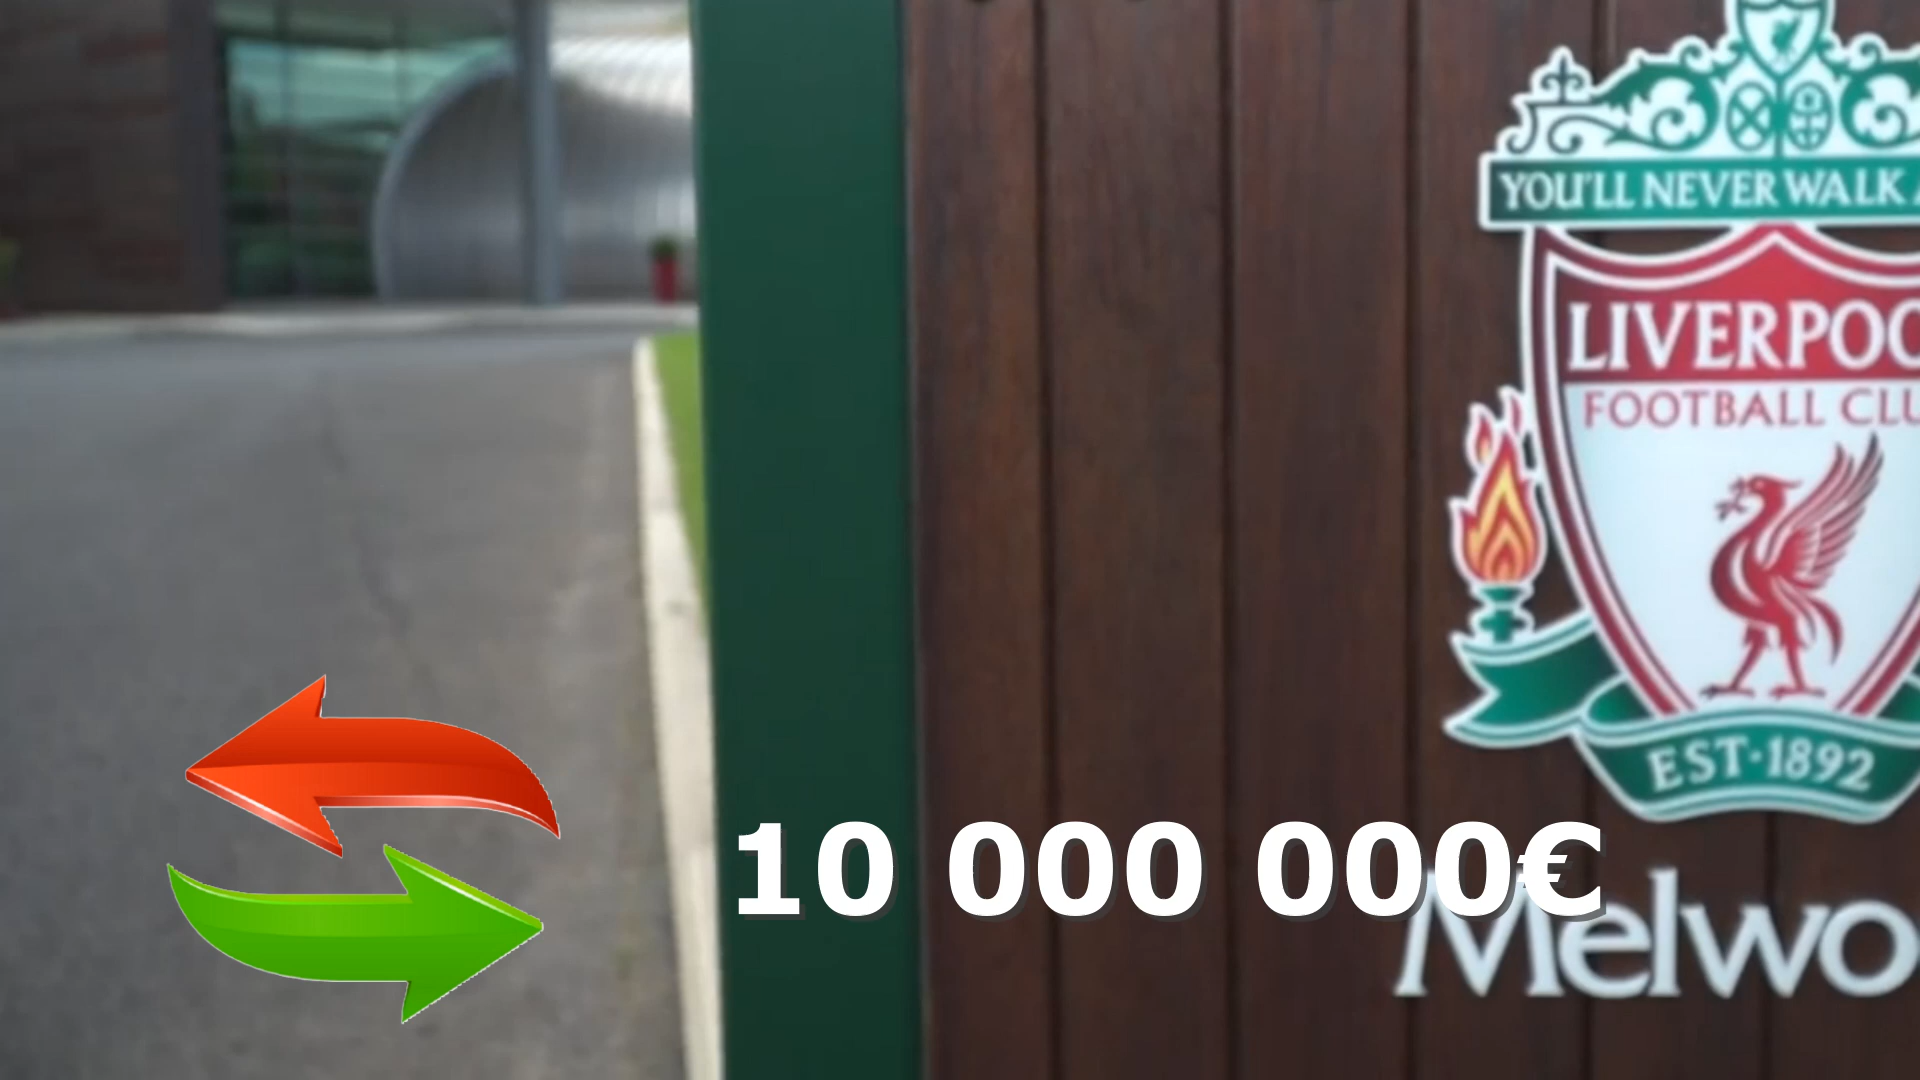 YOU'LL NEVER WALK
LIVERPOO
FOOTBALL CLU
EST·1892
10 000 000€
Melwo